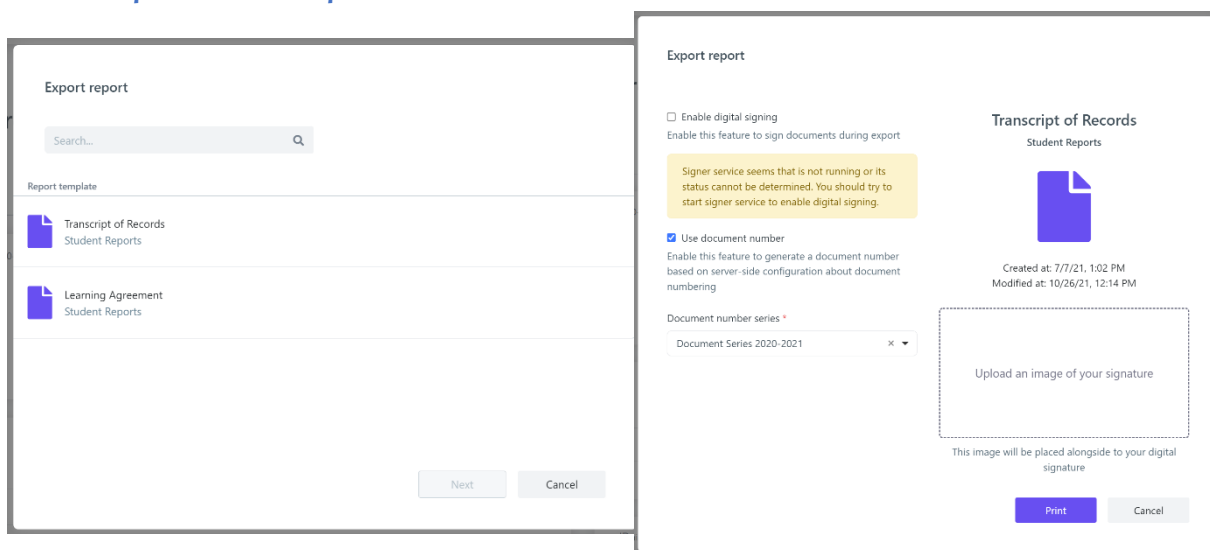 Export report
Search...
Report template
Transcript of Records
Student Reports
Learning Agreement
Student Reports
Next
Cancel
Export report
Enable digital signing
Enable this feature to sign documents during export
Signer service seems that is not running or its
status cannot be determined. You should try to
start signer service to enable digital signing.
Use document number
Enable this feature to generate a document number
based on server-side configuration about document
numbering
Document number series *
Document Series 2020-2021
Transcript of Records
Student Reports
Created at: 7/7/21, 1:02 PM
Modified at: 10/26/21, 12:14 PM
Upload an image of your signature
This image will be placed alongside to your digital
signature
Print
Cancel